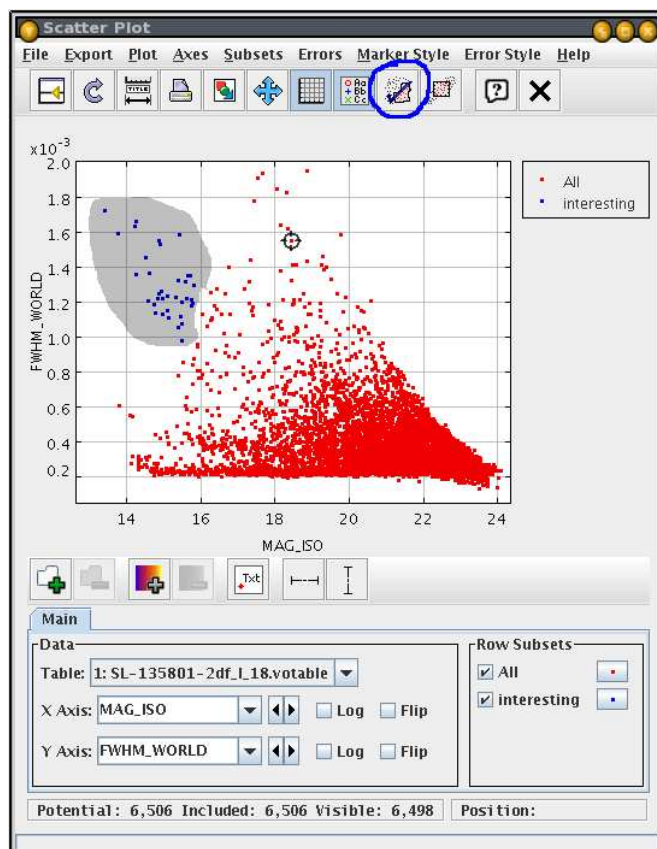 Scatter Plot
File Export Plot Axes Subsets Errors Marker Style Error Style Help
TITLE
Aa
Bb
Cc
x10⁻³
2.0
1.8
1.6
1.4
1.2
1.0
0.8
0.6
0.4
0.2
FWHM_WORLD
14 16 18 20 22 24
MAG_ISO
All
interesting
Txt
Main
Data
Table: 1: SL-135801-2df_I_18.votable
X Axis: MAG_ISO Log Flip
Y Axis: FWHM_WORLD Log Flip
Row Subsets
All
interesting
Potential: 6,506 Included: 6,506 Visible: 6,498 Position: